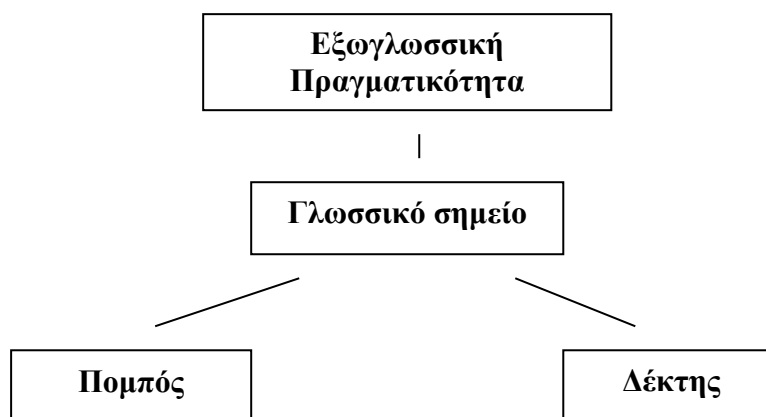 Εξωγλωσσική
Πραγματικότητα
Γλωσσικό σημείο
Πομπός
Δέκτης